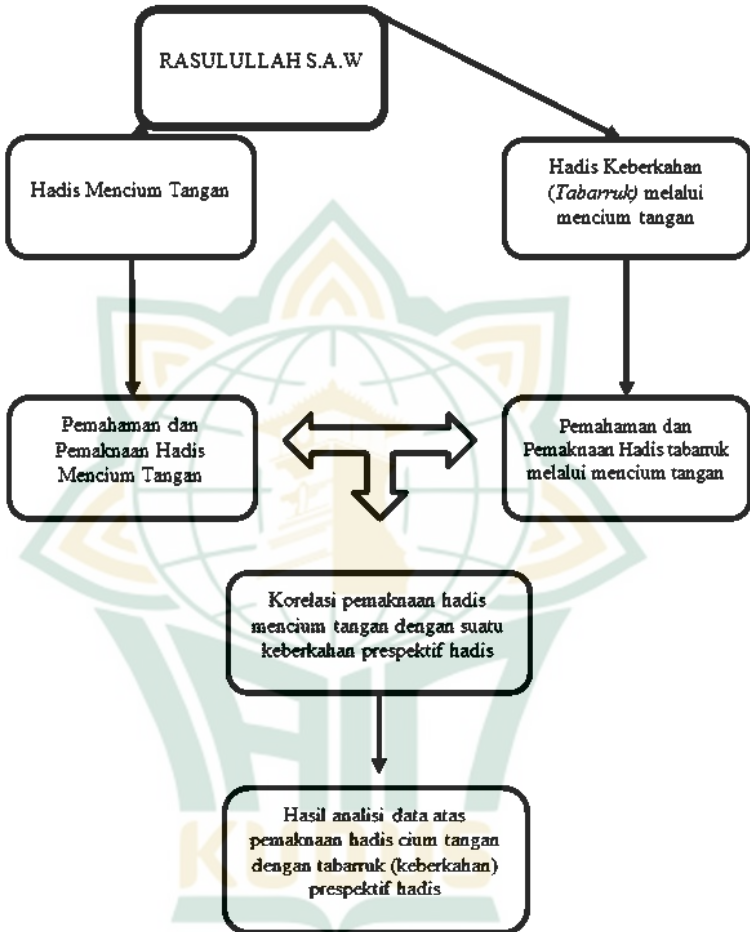 RASULULLAH S.A.W
Hadis Mencium Tangan
Hadis Keberkahan
(Tabarruk) melalui
mencium tangan
Pemahaman dan
Pemaknaan Hadis
Mencium Tangan
Pemahaman dan
Pemaknaan Hadis tabarruk
melalui mencium tangan
Korelasi pemaknaan hadis
mencium tangan dengan suatu
keberkahan prespektif hadis
Hasil analisi data atas
pemaknaan hadis cium tangan
dengan tabarruk (keberkahan)
prespektif hadis
KUDUS